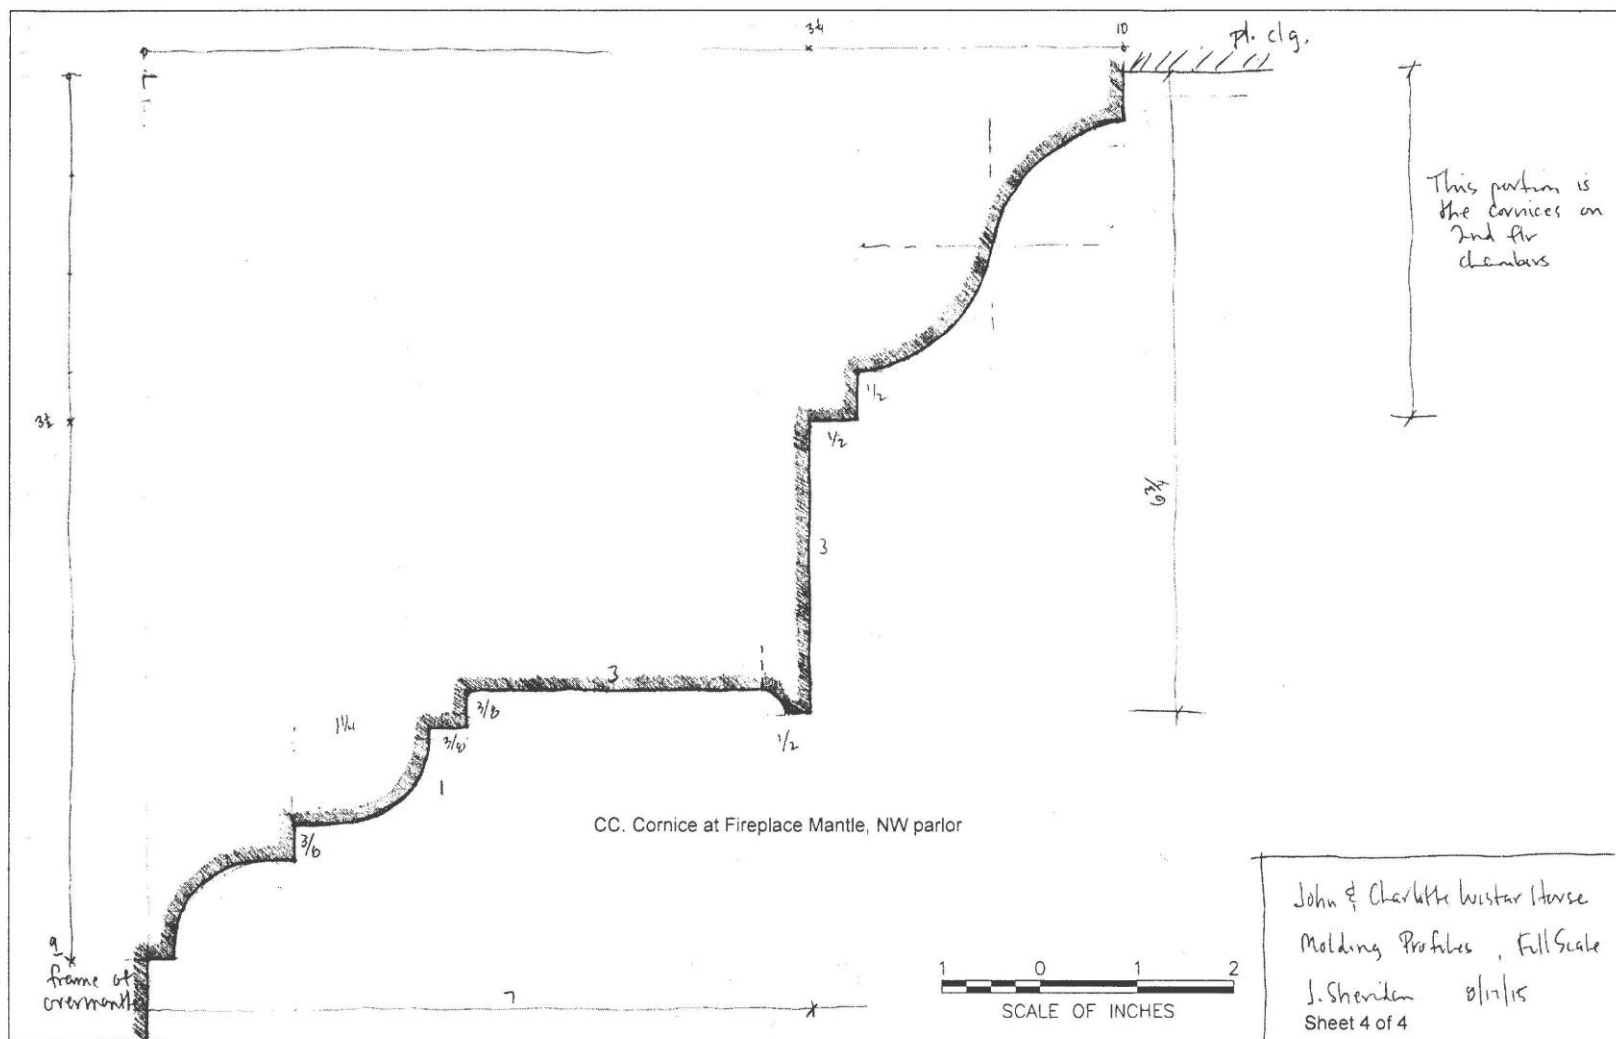 3¼
10
pl. clg.
This portion is
the cornices on
2nd flr
chambers
3½
1/2
1/2
6¾
3
3
3/8
3/8
1¼
1/2
1
3/8
CC. Cornice at Fireplace Mantle, NW parlor
9
frame of
overmantle
7
1 0 1 2
SCALE OF INCHES
John & Charlotte Wistar House
Molding Profiles , Full Scale
J. Sheridan 8/17/15
Sheet 4 of 4